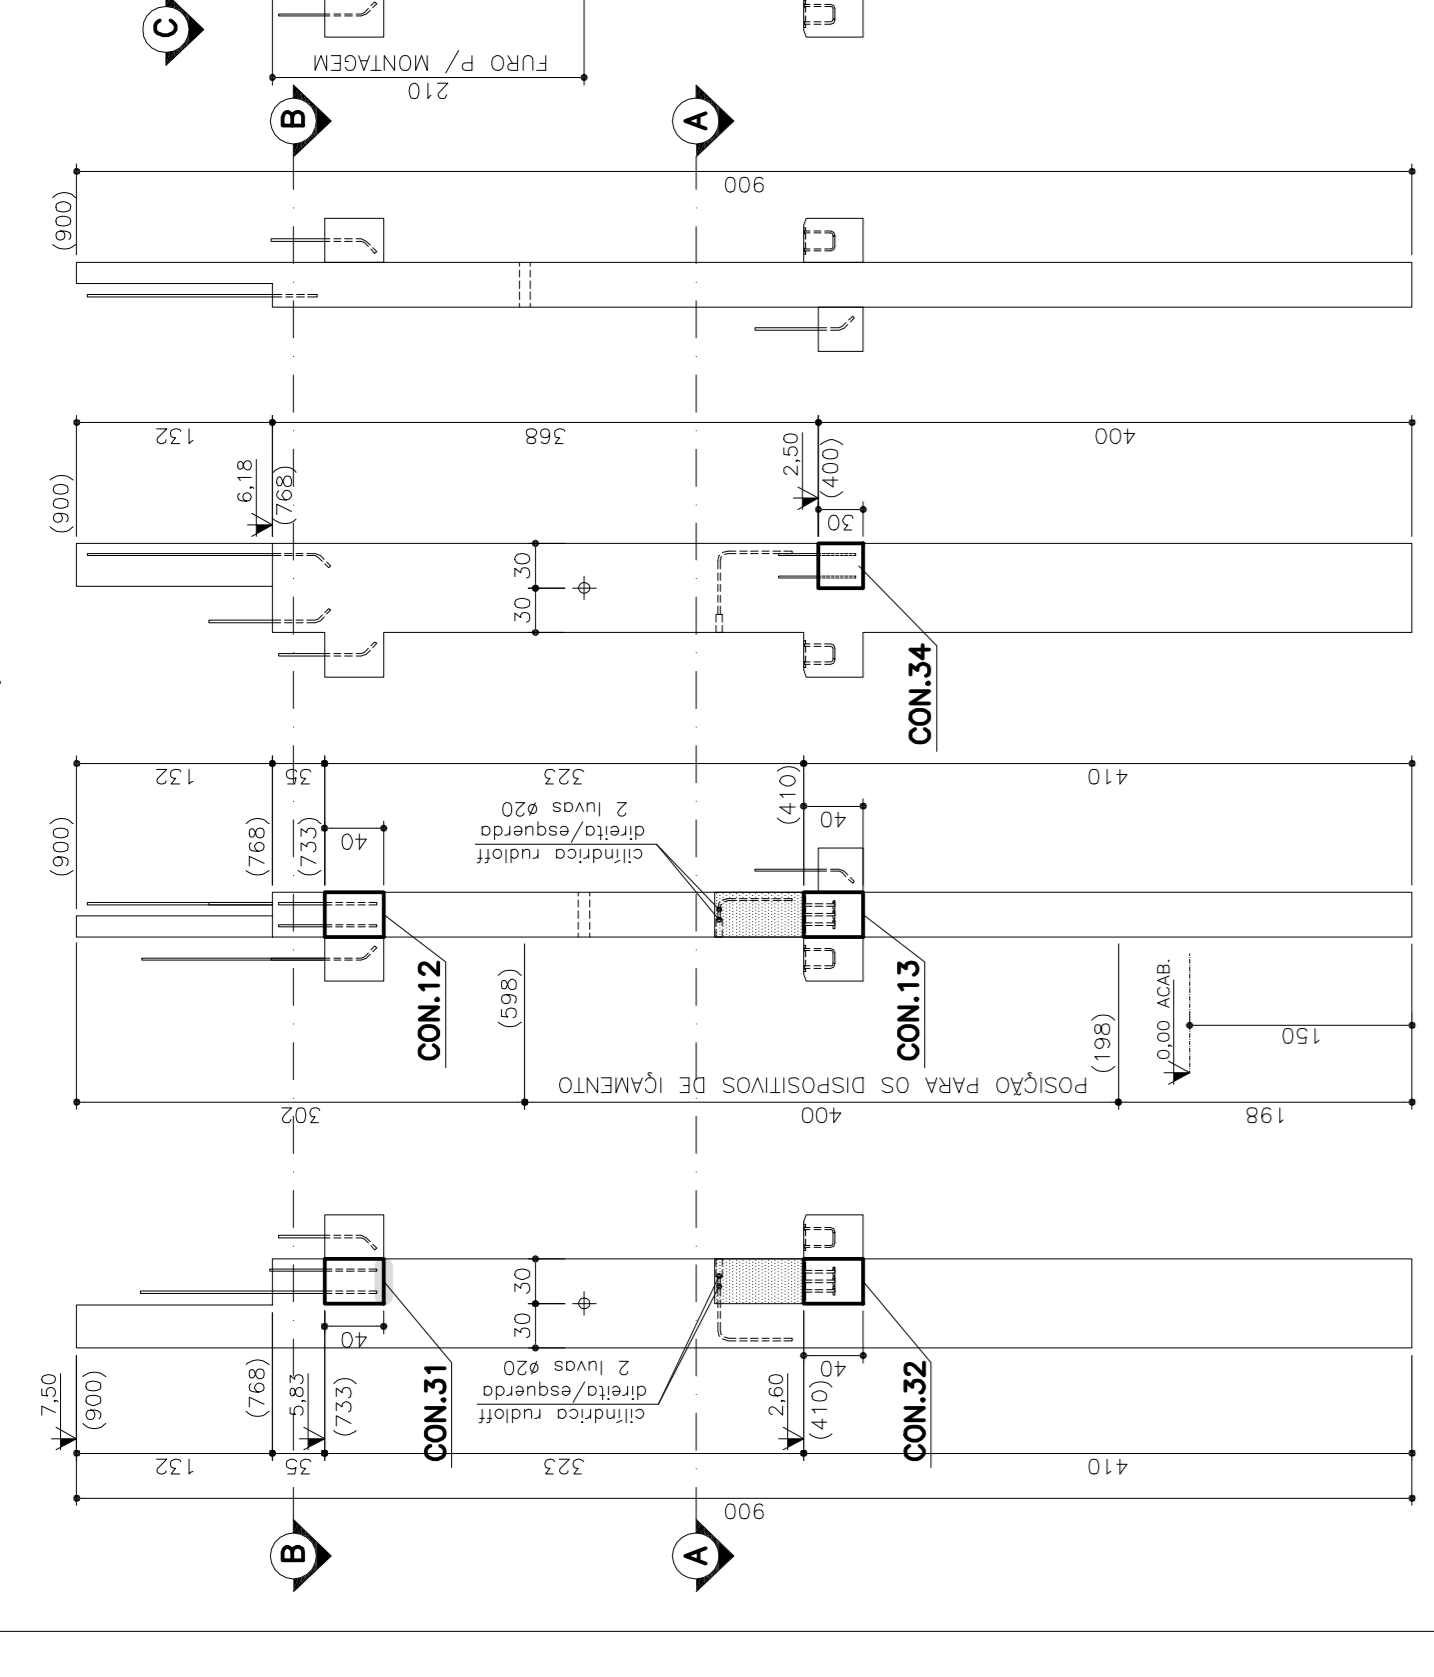 C
FURO P/ MONTAGEM
210
B
A
900
(900)
132
368
400
(900)
6,18
(768)
2,50
(400)
30
30
30
CON.34
132
35
323
410
(900)
(768)
(733)
40
2 luvas ø20
direita/esquerda
cilíndrica rudloff
(410)
40
CON.12
(598)
CON.13
(198)
0,00 ACAB.
150
POSIÇÃO PARA OS DISPOSITIVOS DE IÇAMENTO
302
400
198
30
30
40
2 luvas ø20
direita/esquerda
cilíndrica rudloff
40
7,50
(900)
(768)
5,83
(733)
CON.31
2,60
(410)
CON.32
132
35
323
410
900
B
A